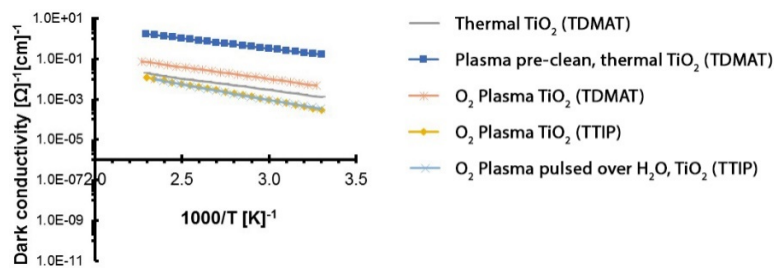 Dark conductivity [Ω]⁻¹[cm]⁻¹
1.0E+01
1.0E-01
1.0E-03
1.0E-05
1.0E-07
1.0E-09
1.0E-11
2.0
2.5
3.0
3.5
1000/T [K]⁻¹
Thermal TiO₂ (TDMAT)
Plasma pre-clean, thermal TiO₂ (TDMAT)
O₂ Plasma TiO₂ (TDMAT)
O₂ Plasma TiO₂ (TTIP)
O₂ Plasma pulsed over H₂O, TiO₂ (TTIP)